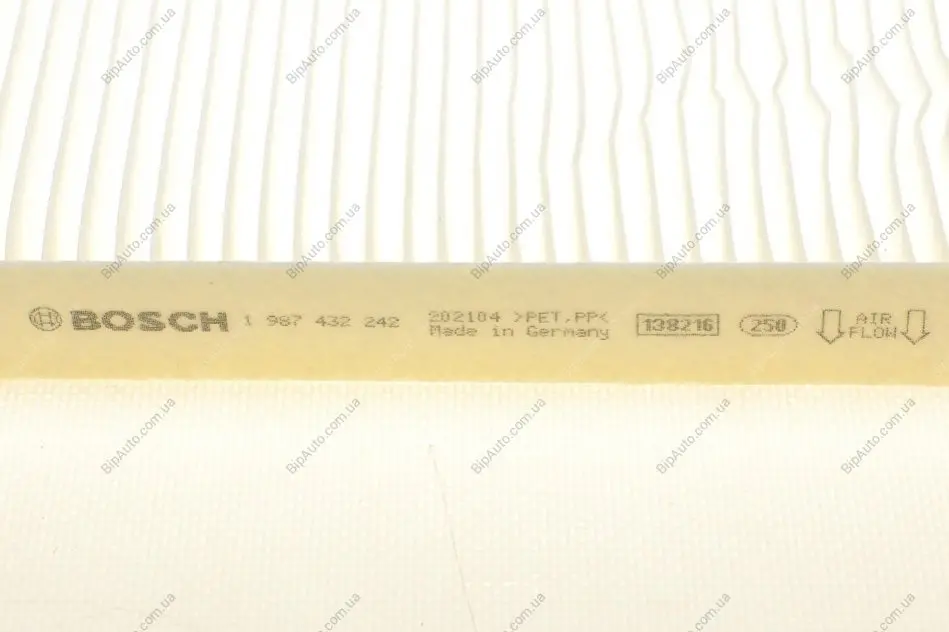 BOSCH 1 987 432 242
202104 >PET.PP<
Made in Germany
138216
250
AIR
FLOW
BipAuto.com.ua